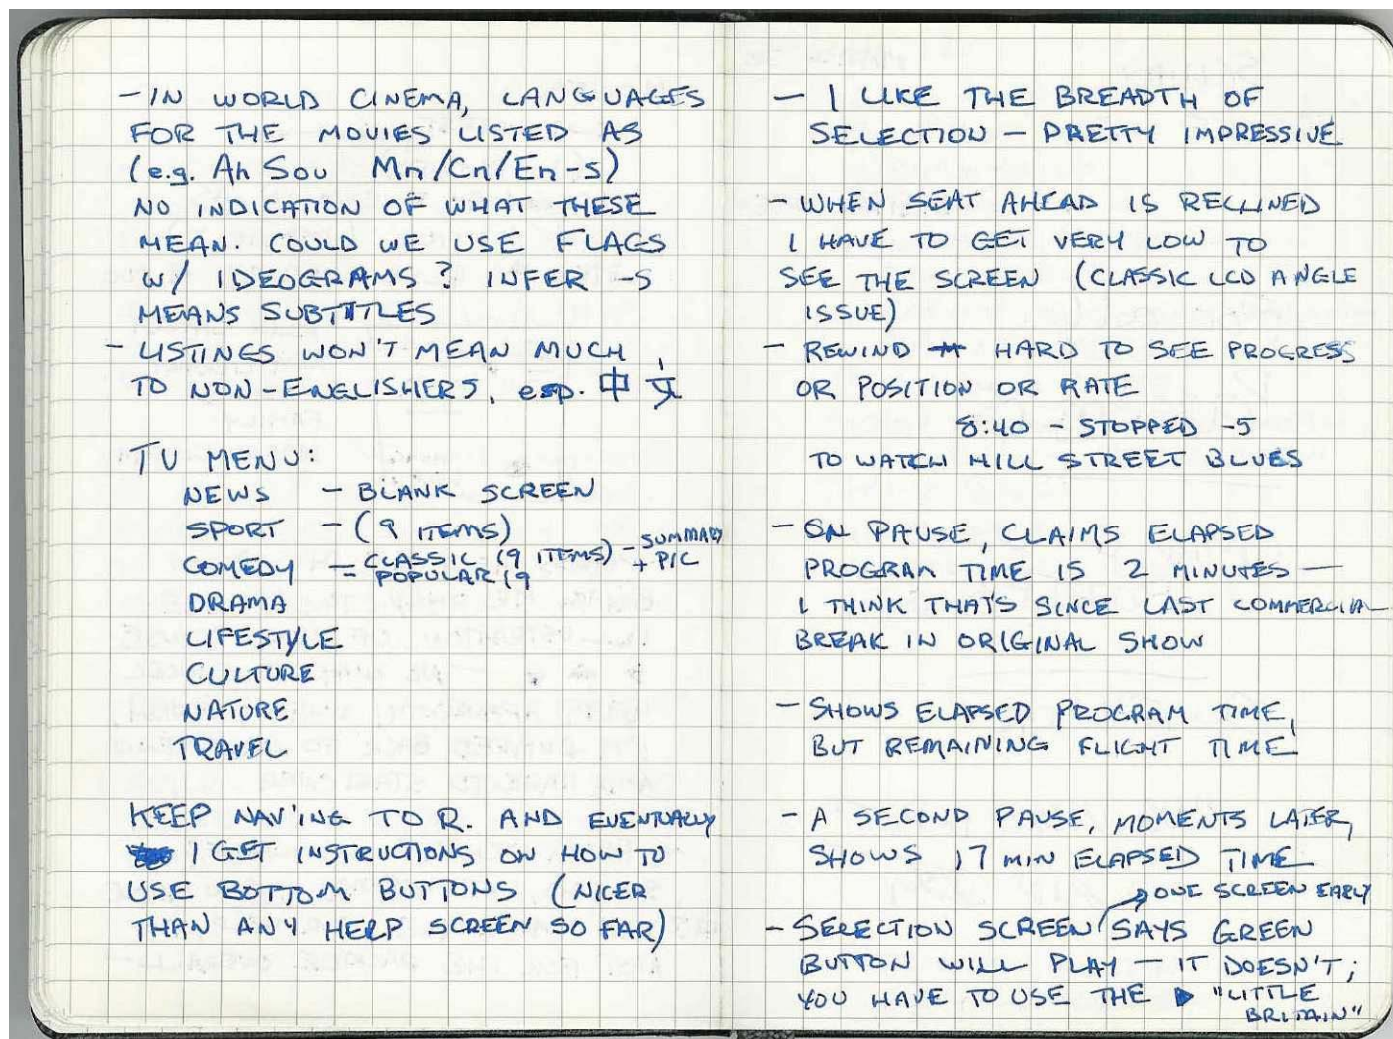 - IN WORLD CINEMA, LANGUAGES
FOR THE MOVIES LISTED AS
(e.g. Ah Sou Mn/Cn/En-s)
NO INDICATION OF WHAT THESE
MEAN. COULD WE USE FLAGS
W/ IDEOGRAMS? INFER -S
MEANS SUBTITLES
- LISTINGS WON'T MEAN MUCH
TO NON-ENGLISHERS, esp. 中文
TV MENU:
NEWS - BLANK SCREEN
SPORT - (9 ITEMS)
COMEDY - CLASSIC (9 ITEMS) - SUMMARY + PIC
- POPULAR (9
DRAMA
LIFESTYLE
CULTURE
NATURE
TRAVEL
KEEP NAV'ING TO R. AND EVENTUALLY
I GET INSTRUCTIONS ON HOW TO
USE BOTTOM BUTTONS (NICER
THAN ANY HELP SCREEN SO FAR)
- I LIKE THE BREADTH OF
SELECTION - PRETTY IMPRESSIVE
- WHEN SEAT AHEAD IS RECLINED
I HAVE TO GET VERY LOW TO
SEE THE SCREEN (CLASSIC LCD ANGLE
ISSUE)
- REWIND HARD TO SEE PROGRESS
OR POSITION OR RATE
8:40 - STOPPED -5
TO WATCH HILL STREET BLUES
- ON PAUSE, CLAIMS ELAPSED
PROGRAM TIME IS 2 MINUTES —
I THINK THAT'S SINCE LAST COMMERCIAL
BREAK IN ORIGINAL SHOW
- SHOWS ELAPSED PROGRAM TIME,
BUT REMAINING FLIGHT TIME
- A SECOND PAUSE, MOMENTS LATER,
SHOWS 17 MIN ELAPSED TIME
ONE SCREEN EARLY
- SELECTION SCREEN SAYS GREEN
BUTTON WILL PLAY - IT DOESN'T;
YOU HAVE TO USE THE ▶ "LITTLE
BRITAIN"